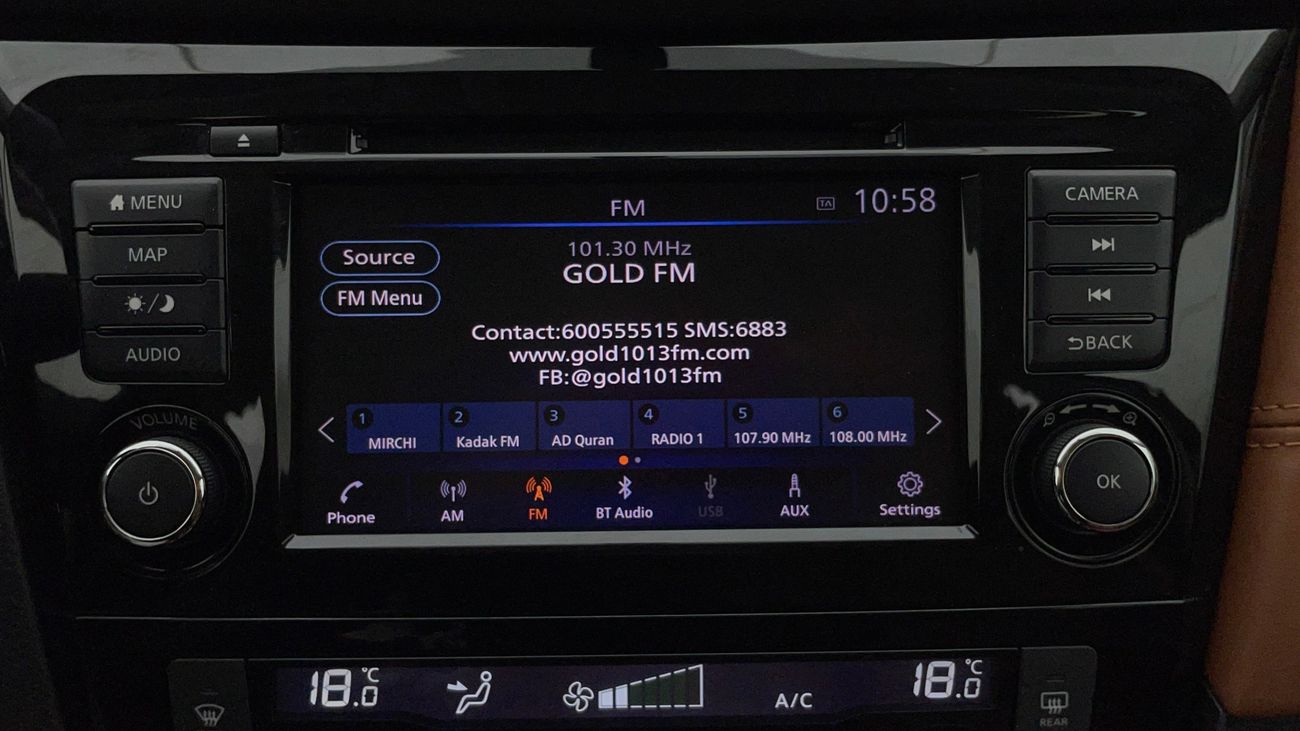 MENU
MAP
AUDIO
VOLUME
FM
TA
10:58
Source
FM Menu
101.30 MHz
GOLD FM
Contact:600555515 SMS:6883
www.gold1013fm.com
FB:@gold1013fm
1 MIRCHI
2 Kadak FM
3 AD Quran
4 RADIO 1
5 107.90 MHz
6 108.00 MHz
Phone
AM
FM
BT Audio
USB
AUX
Settings
CAMERA
BACK
OK
18.0 °C
A/C
18.0 °C
REAR